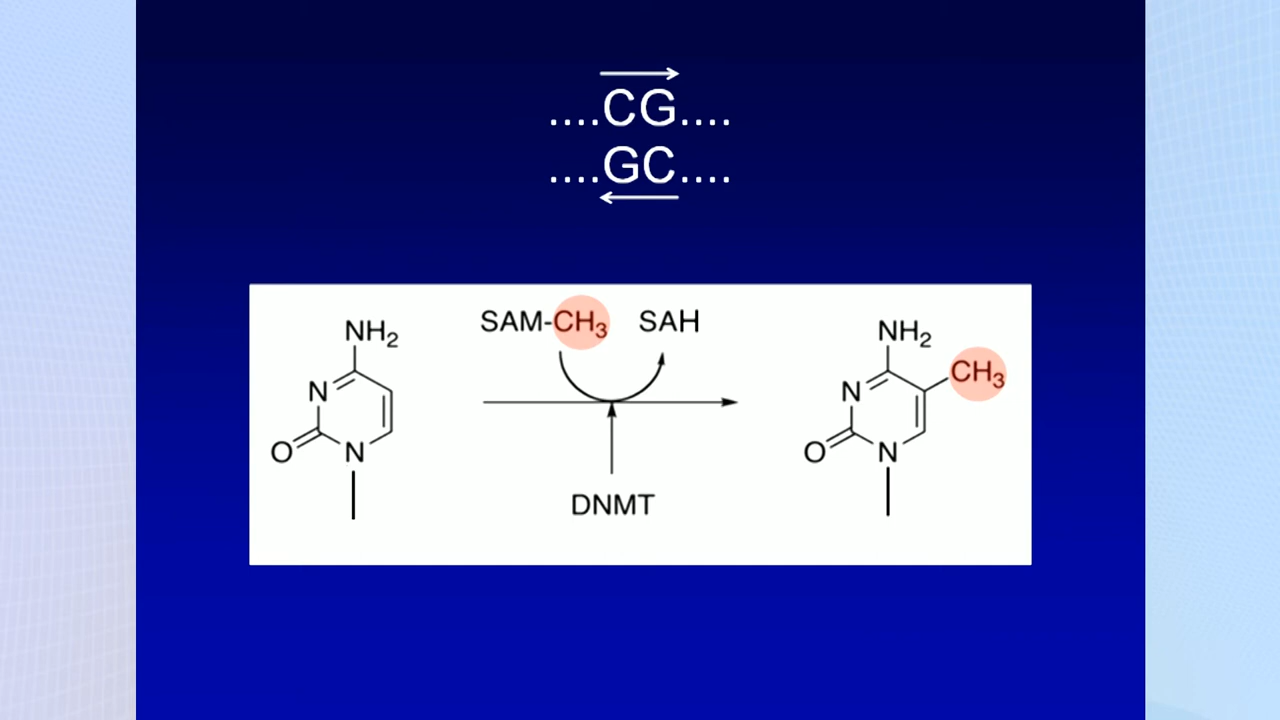 ....CG....
....GC....
SAM-CH3 SAH
NH2
NH2
CH3
N
N
O
N
O
N
DNMT